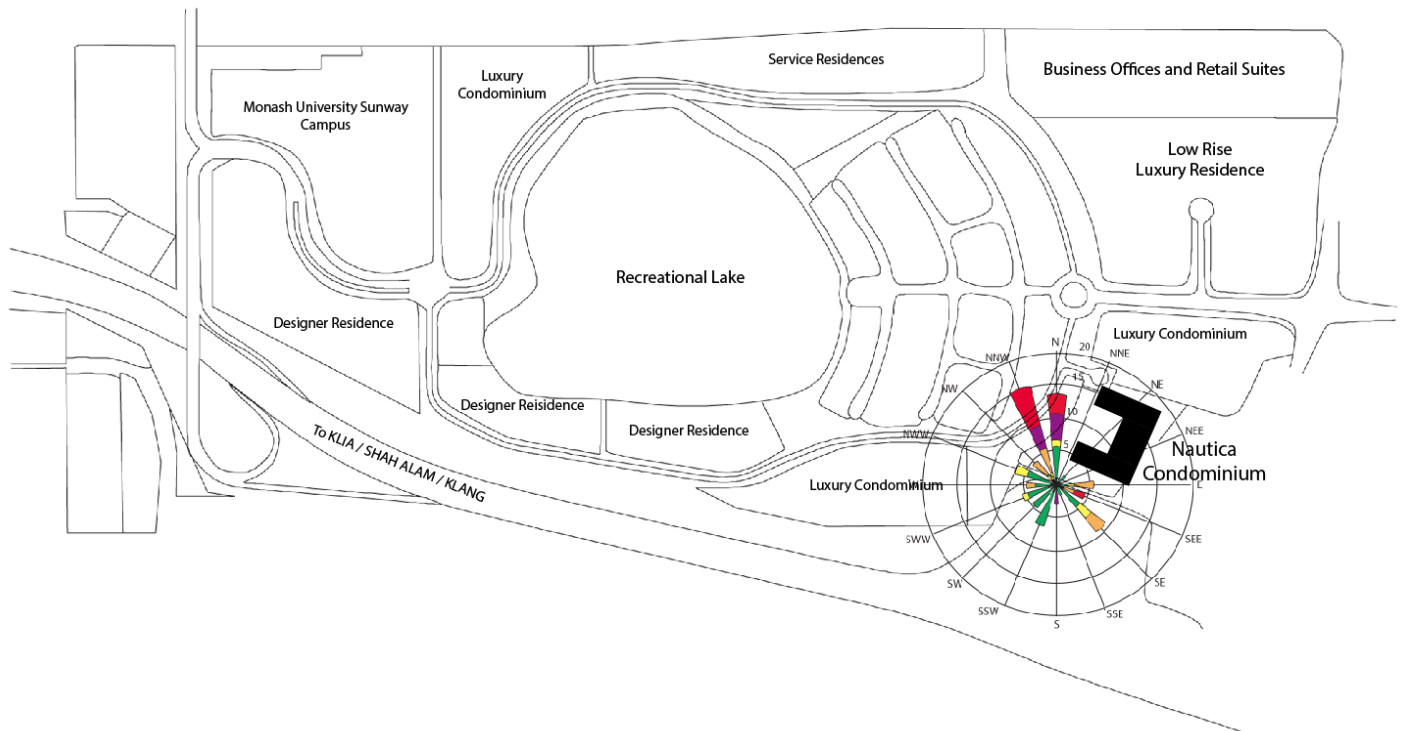 Service Residences
Business Offices and Retail Suites
Luxury
Condominium
Monash University Sunway
Campus
Low Rise
Luxury Residence
Recreational Lake
Designer Residence
Luxury Condominium
N
20
NNE
NNW
15
NW
NE
Designer Reisidence
10
Designer Residence
NWW
5
NEE
To KLIA / SHAH ALAM / KLANG
Nautica
Condominium
Luxury Condominium
E
SWW
SEE
SW
SE
SSW
SSE
S